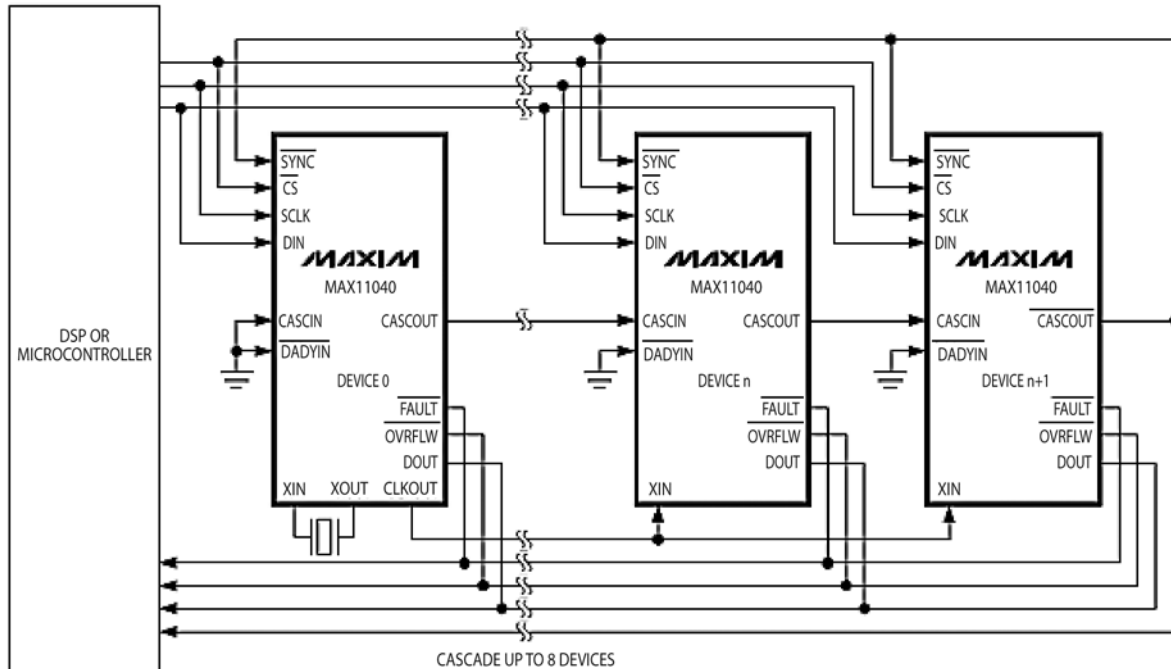 DSP OR
MICROCONTROLLER
SYNC
CS
SCLK
DIN
MAXIM
MAX11040
CASCIN
CASCOUT
DADYIN
DEVICE 0
FAULT
OVRFLW
DOUT
XIN
XOUT
CLKOUT
SYNC
CS
SCLK
DIN
MAXIM
MAX11040
CASCIN
CASCOUT
DADYIN
DEVICE n
FAULT
OVRFLW
DOUT
XIN
SYNC
CS
SCLK
DIN
MAXIM
MAX11040
CASCIN
CASCOUT
DADYIN
DEVICE n+1
FAULT
OVRFLW
DOUT
XIN
CASCADE UP TO 8 DEVICES